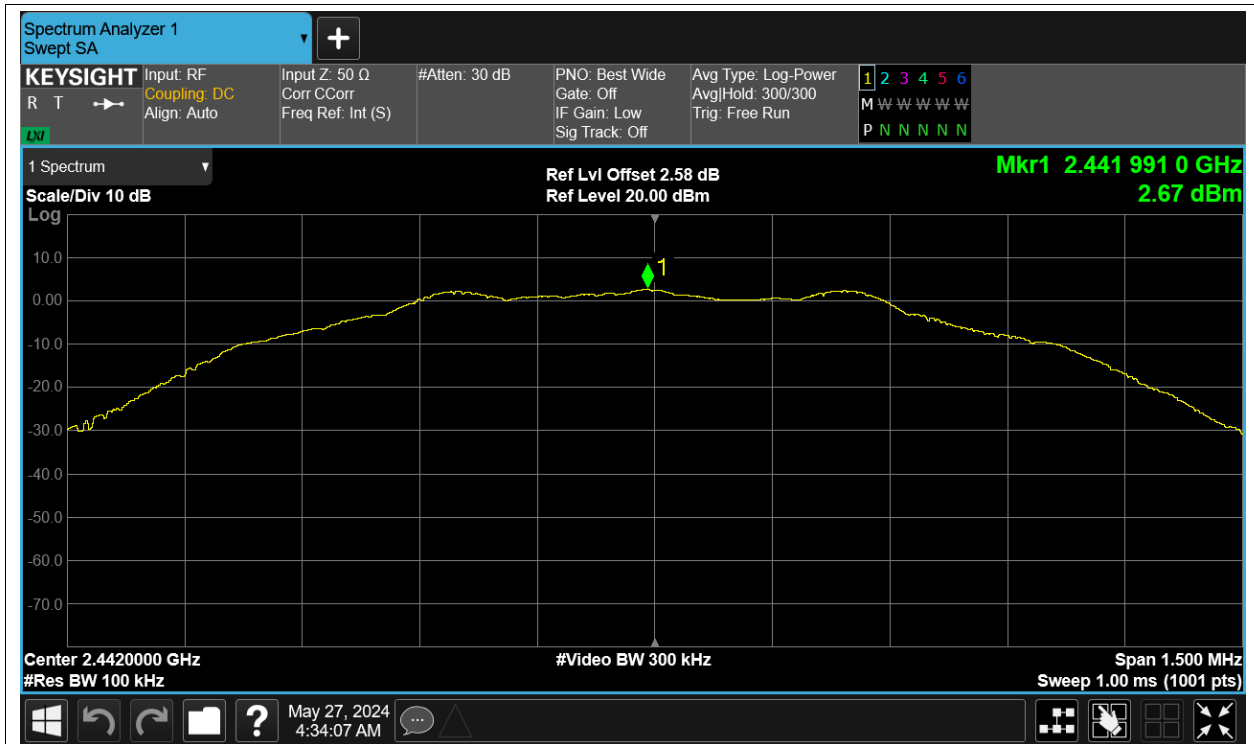 Spectrum Analyzer 1
Swept SA
KEYSIGHT
R T
LXI
Input: RF
Coupling: DC
Align: Auto
Input Z: 50 Ω
Corr CCorr
Freq Ref: Int (S)
#Atten: 30 dB
PNO: Best Wide
Gate: Off
IF Gain: Low
Sig Track: Off
Avg Type: Log-Power
Avg|Hold: 300/300
Trig: Free Run
1 2 3 4 5 6
M W W W W W
P N N N N N
1 Spectrum
Scale/Div 10 dB
Ref Lvl Offset 2.58 dB
Ref Level 20.00 dBm
Mkr1 2.441 991 0 GHz
2.67 dBm
Log
1
10.0
0.00
-10.0
-20.0
-30.0
-40.0
-50.0
-60.0
-70.0
Center 2.4420000 GHz
#Res BW 100 kHz
#Video BW 300 kHz
Span 1.500 MHz
Sweep 1.00 ms (1001 pts)
?
May 27, 2024
4:34:07 AM